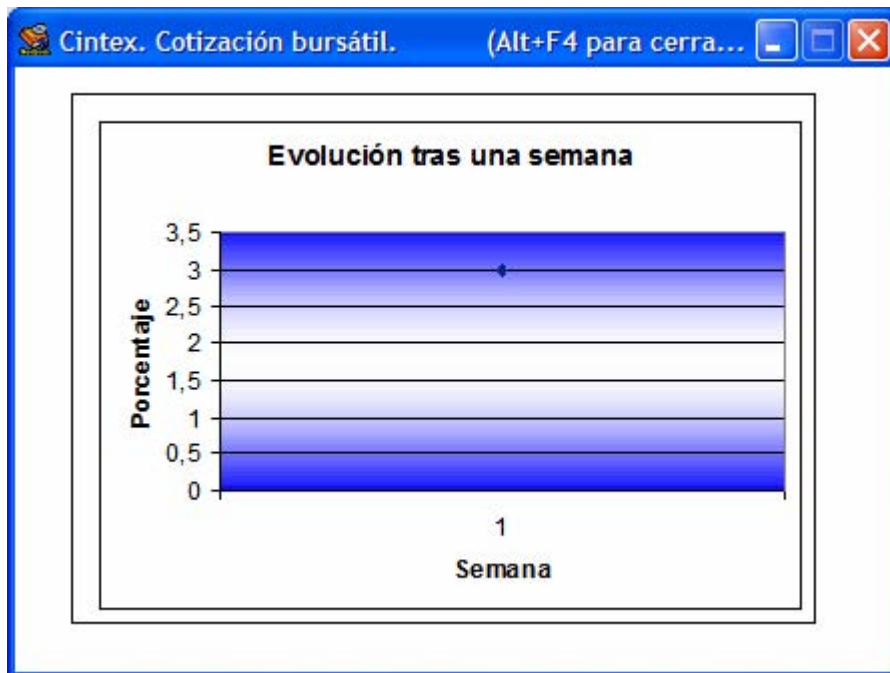 Cintex. Cotización bursátil. (Alt+F4 para cerra...
Evolución tras una semana
3,5
3
2,5
2
1,5
1
0,5
0
Porcentaje
1
Semana